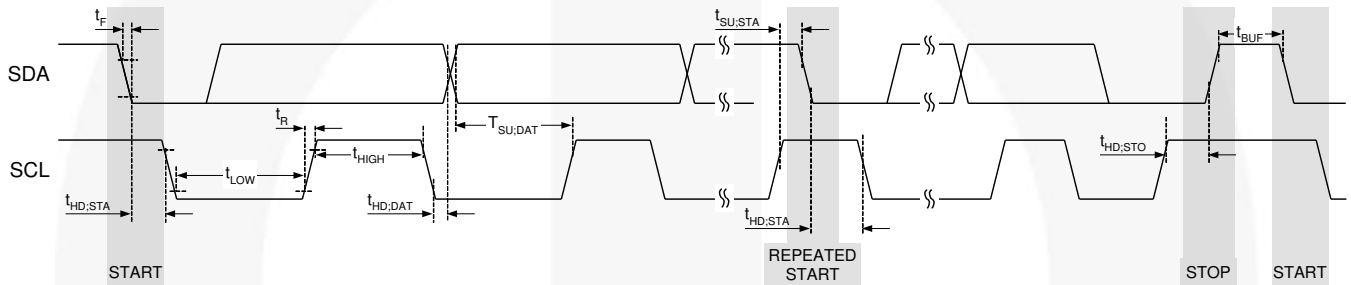 tF
tSU;STA
tBUF
SDA
tR
TSU;DAT
tHIGH
tHD;STO
SCL
tLOW
tHD;STA
tHD;DAT
tHD;STA
START
REPEATED
START
STOP
START